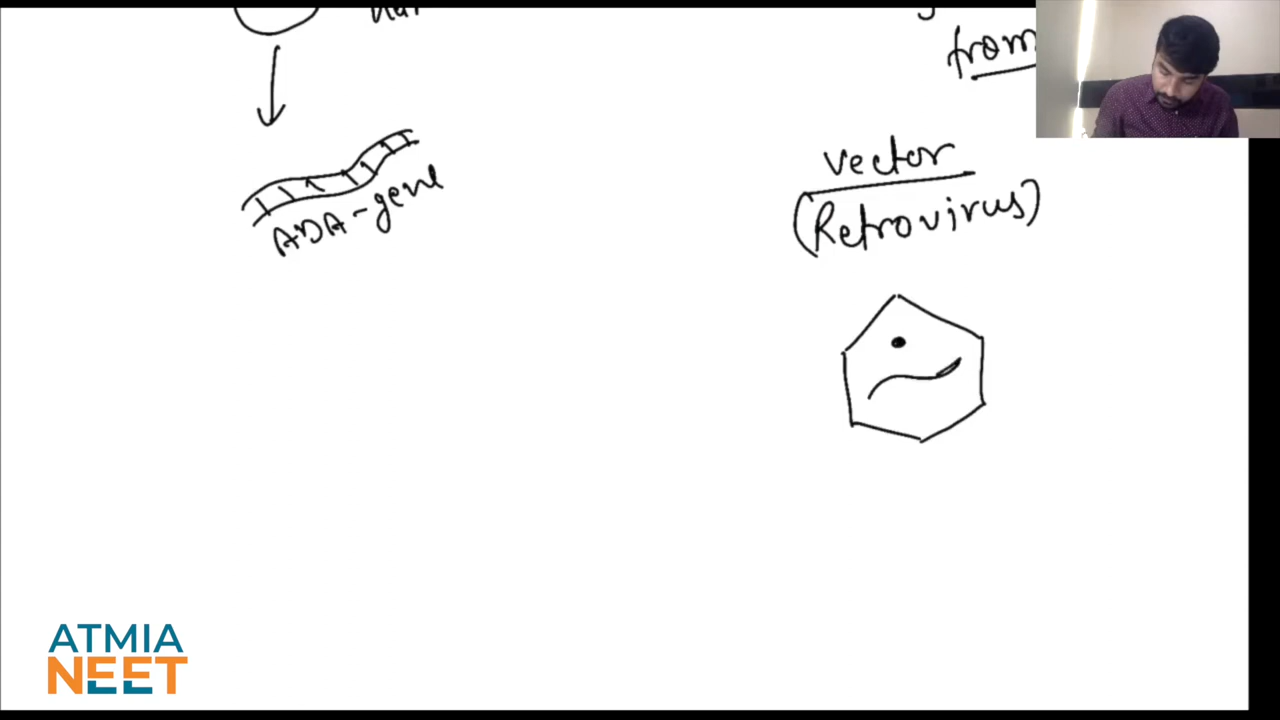 from
ADA-gene
vector
(Retrovirus)
ATMIA
NEET